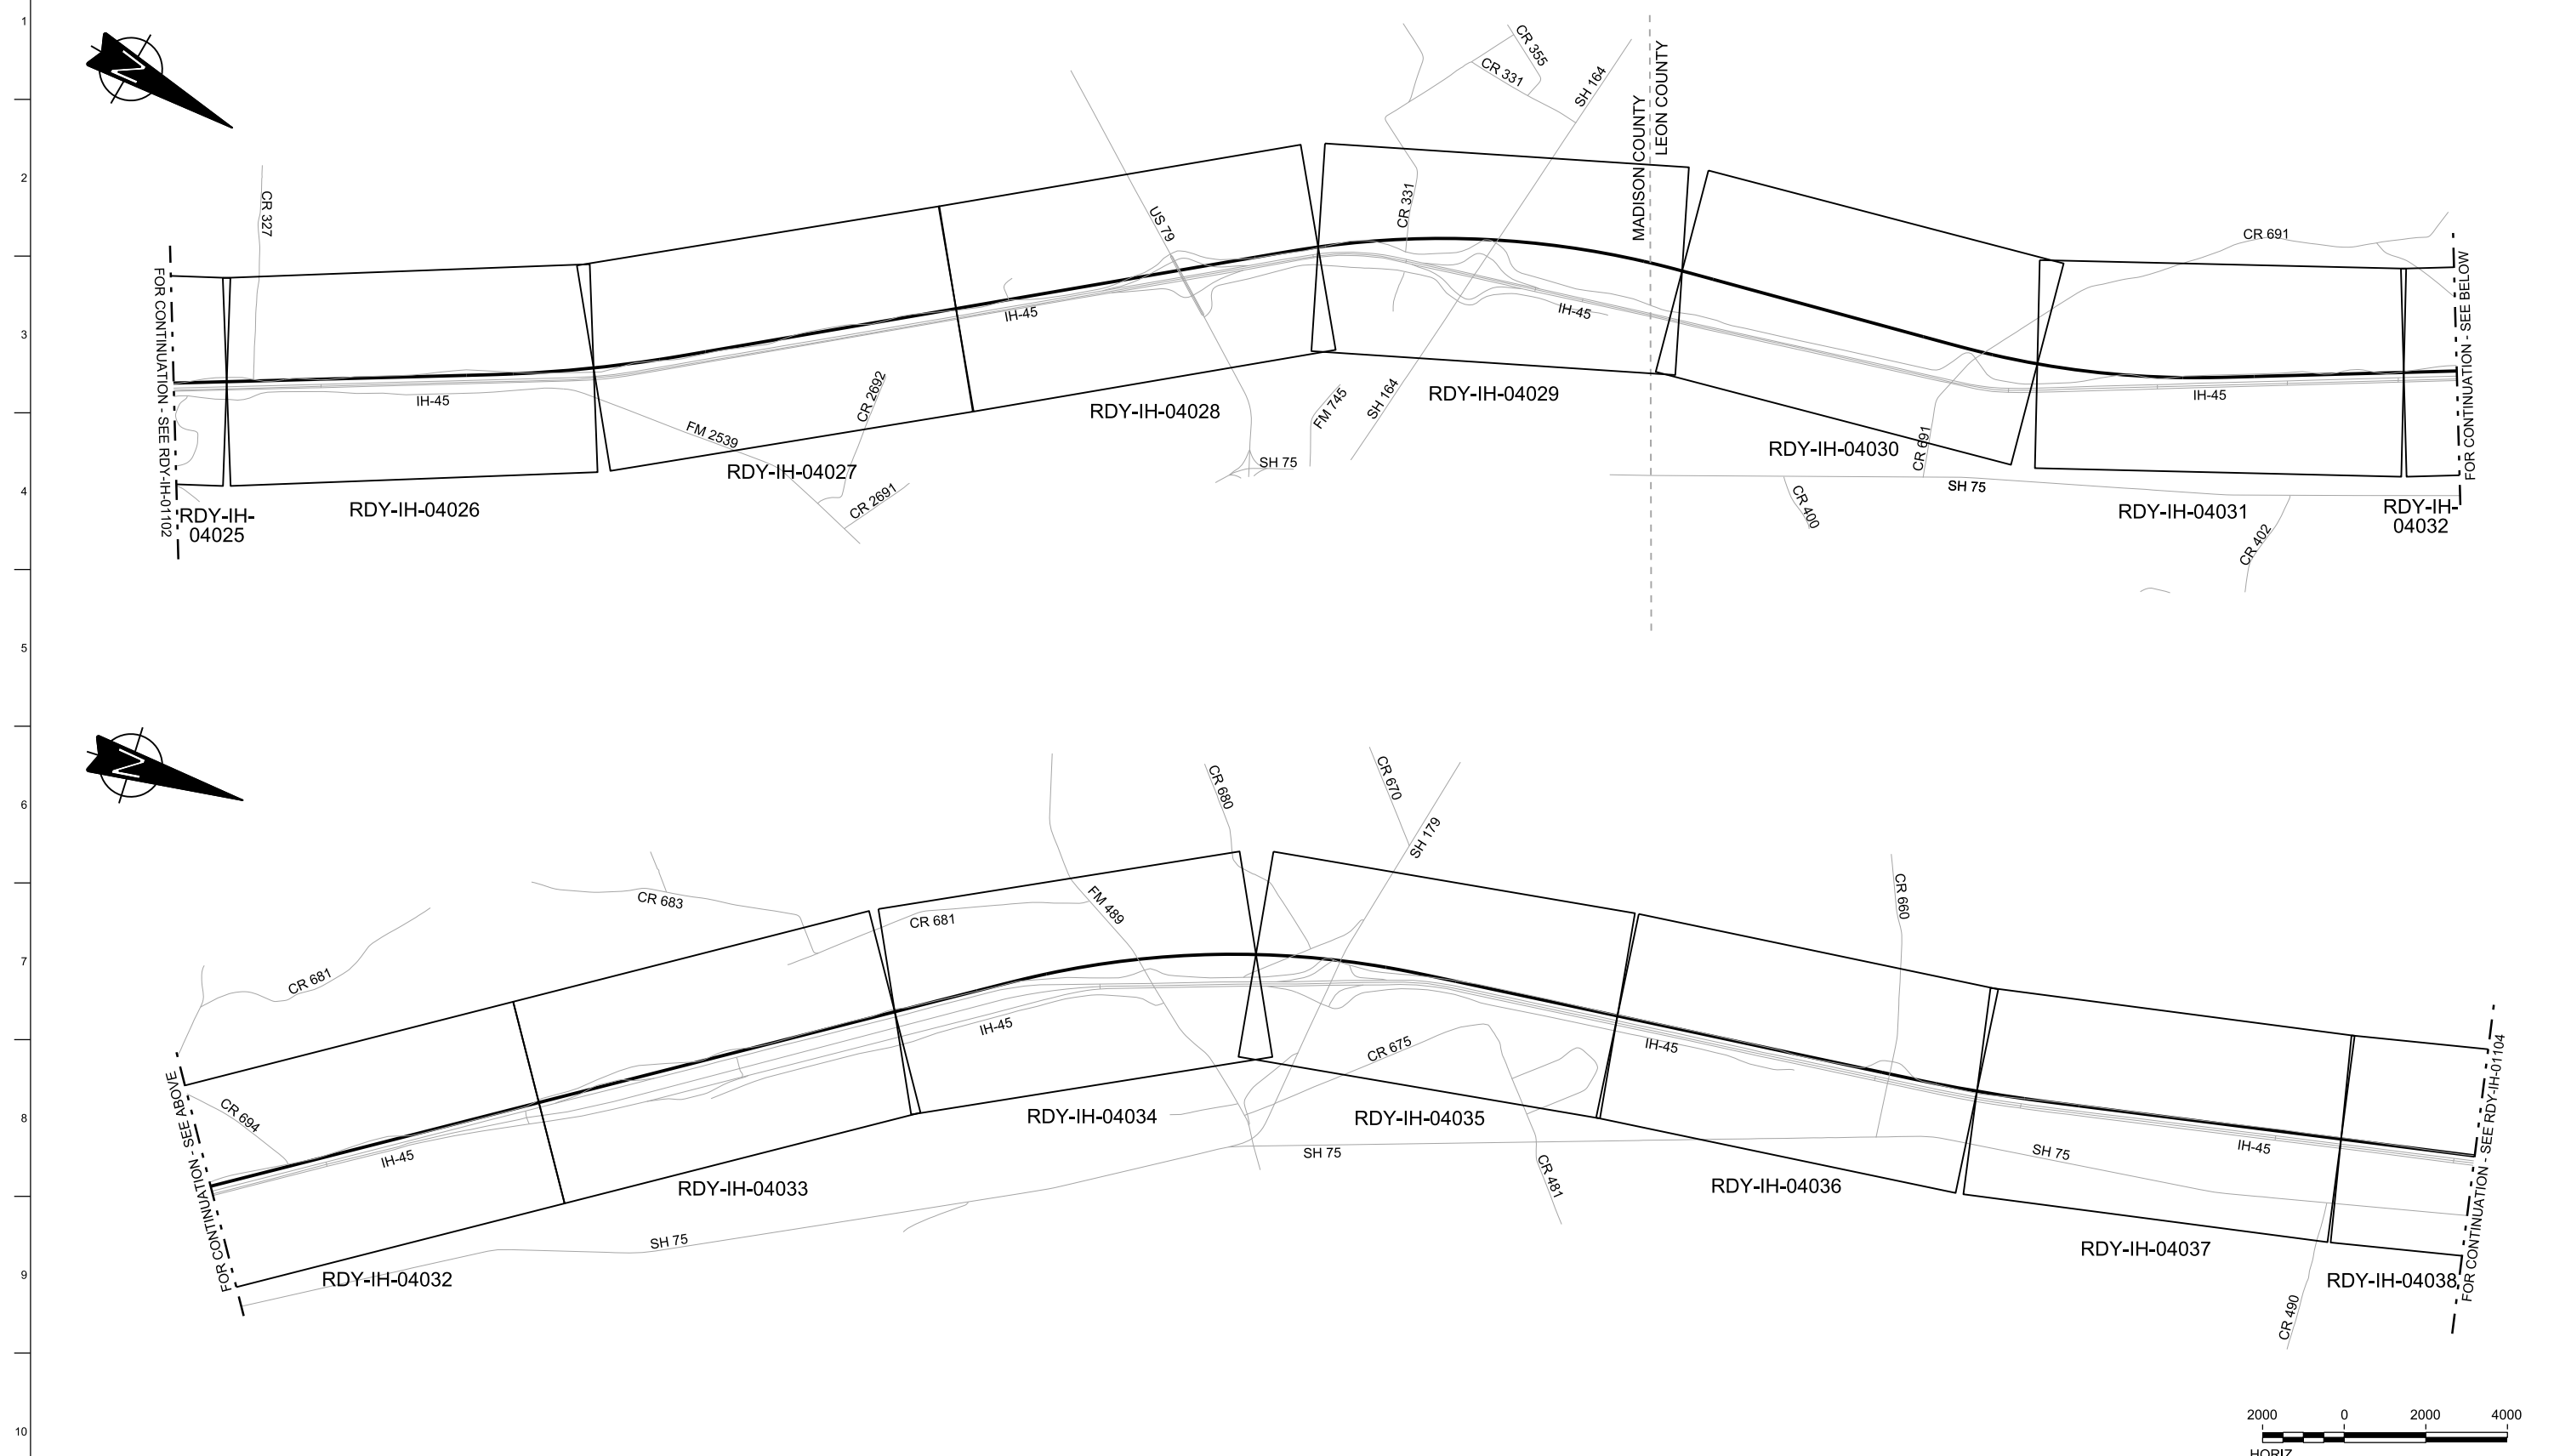 1
2
3
4
5
6
7
8
9
10
N
CR 327
FOR CONTINUATION - SEE RDY-IH-01102
IH-45
RDY-IH-
04025
RDY-IH-04026
FM 2539
RDY-IH-04027
CR 2692
CR 2691
IH-45
US 79
RDY-IH-04028
SH 75
FM 745
SH 164
CR 331
CR 331
CR 355
SH 164
RDY-IH-04029
IH-45
MADISON COUNTY
LEON COUNTY
RDY-IH-04030
CR 400
CR 691
SH 75
CR 691
IH-45
RDY-IH-04031
CR 402
RDY-IH-
04032
FOR CONTINUATION - SEE BELOW
N
FOR CONTINUATION - SEE ABOVE
CR 681
CR 694
IH-45
RDY-IH-04032
CR 683
RDY-IH-04033
SH 75
CR 681
IH-45
FM 489
RDY-IH-04034
CR 680
CR 670
SH 179
CR 675
RDY-IH-04035
SH 75
CR 481
IH-45
RDY-IH-04036
CR 660
SH 75
RDY-IH-04037
IH-45
CR 490
RDY-IH-04038
FOR CONTINUATION - SEE RDY-IH-01104
2000 0 2000 4000
HORIZ